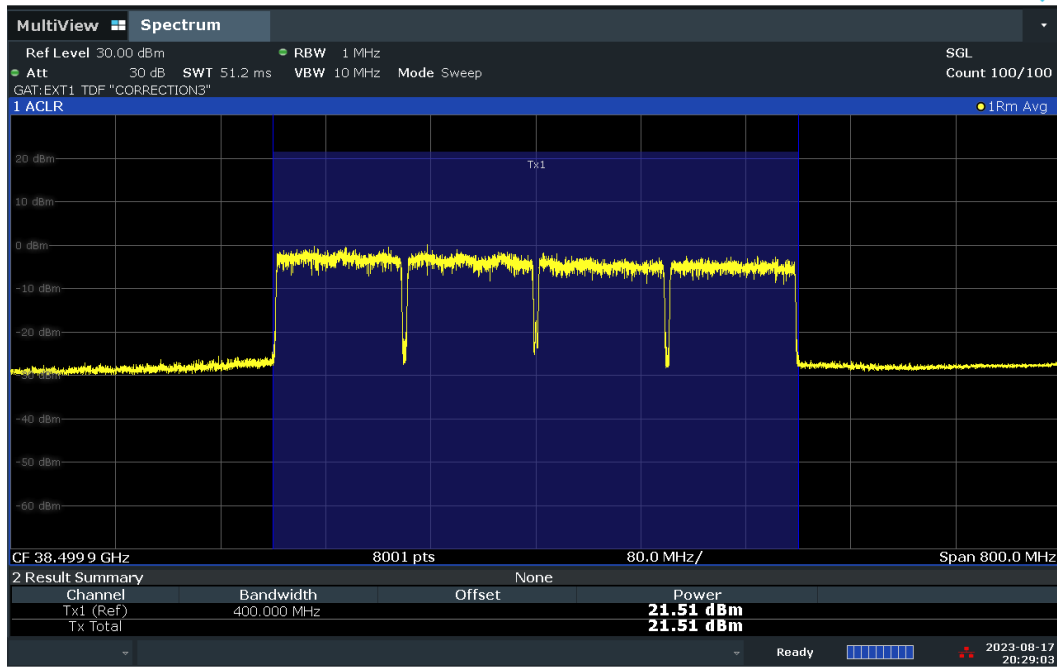 MultiView Spectrum
Ref Level 30.00 dBm RBW 1 MHz SGL
Att 30 dB SWT 51.2 ms VBW 10 MHz Mode Sweep Count 100/100
GAT:EXT1 TDF "CORRECTION3"
1 ACLR 1Rm Avg
Tx1
20 dBm
10 dBm
0 dBm
-10 dBm
-20 dBm
-30 dBm
-40 dBm
-50 dBm
-60 dBm
CF 38.4999 GHz 8001 pts 80.0 MHz/ Span 800.0 MHz
2 Result Summary None
Channel Bandwidth Offset Power
Tx1 (Ref) 400.000 MHz 21.51 dBm
Tx Total 21.51 dBm
Ready 2023-08-17
20:29:03